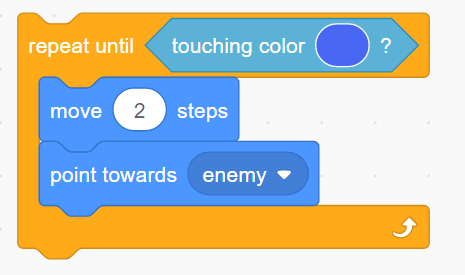 repeat until touching color ?
move 2 steps
point towards enemy